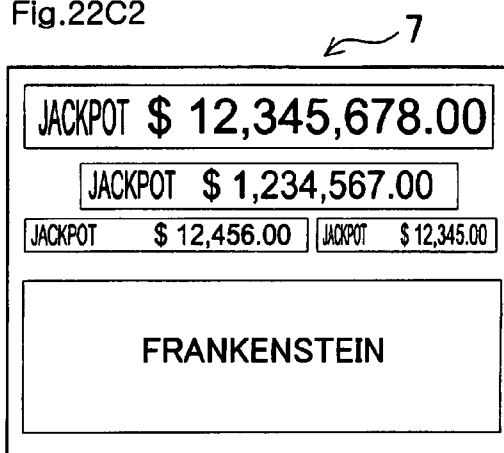 Fig.22C2
7
JACKPOT $ 12,345,678.00
JACKPOT $ 1,234,567.00
JACKPOT $ 12,456.00 JACKPOT $ 12,345.00
FRANKENSTEIN